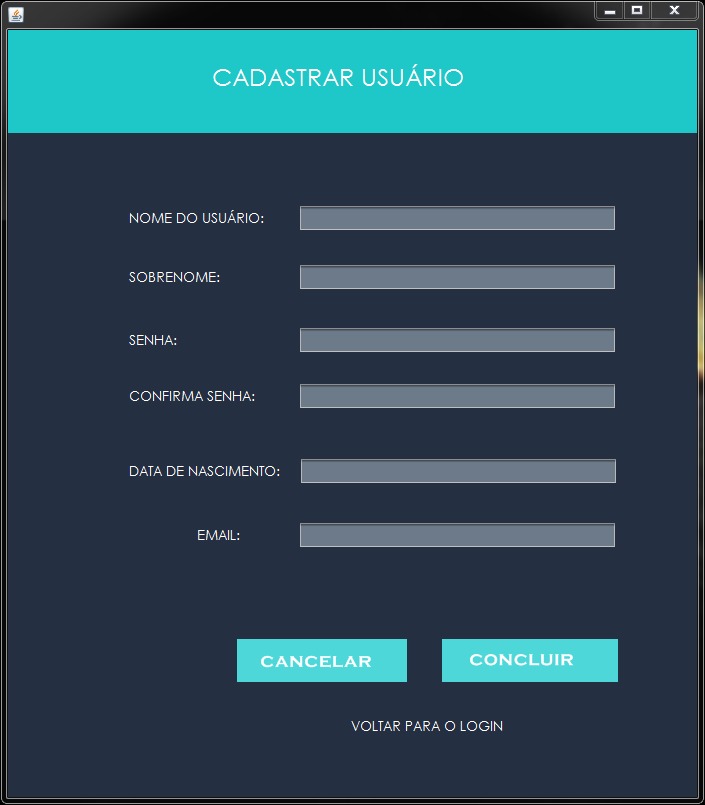 CADASTRAR USUÁRIO
NOME DO USUÁRIO:
SOBRENOME:
SENHA:
CONFIRMA SENHA:
DATA DE NASCIMENTO:
EMAIL:
CANCELAR CONCLUIR
VOLTAR PARA O LOGIN